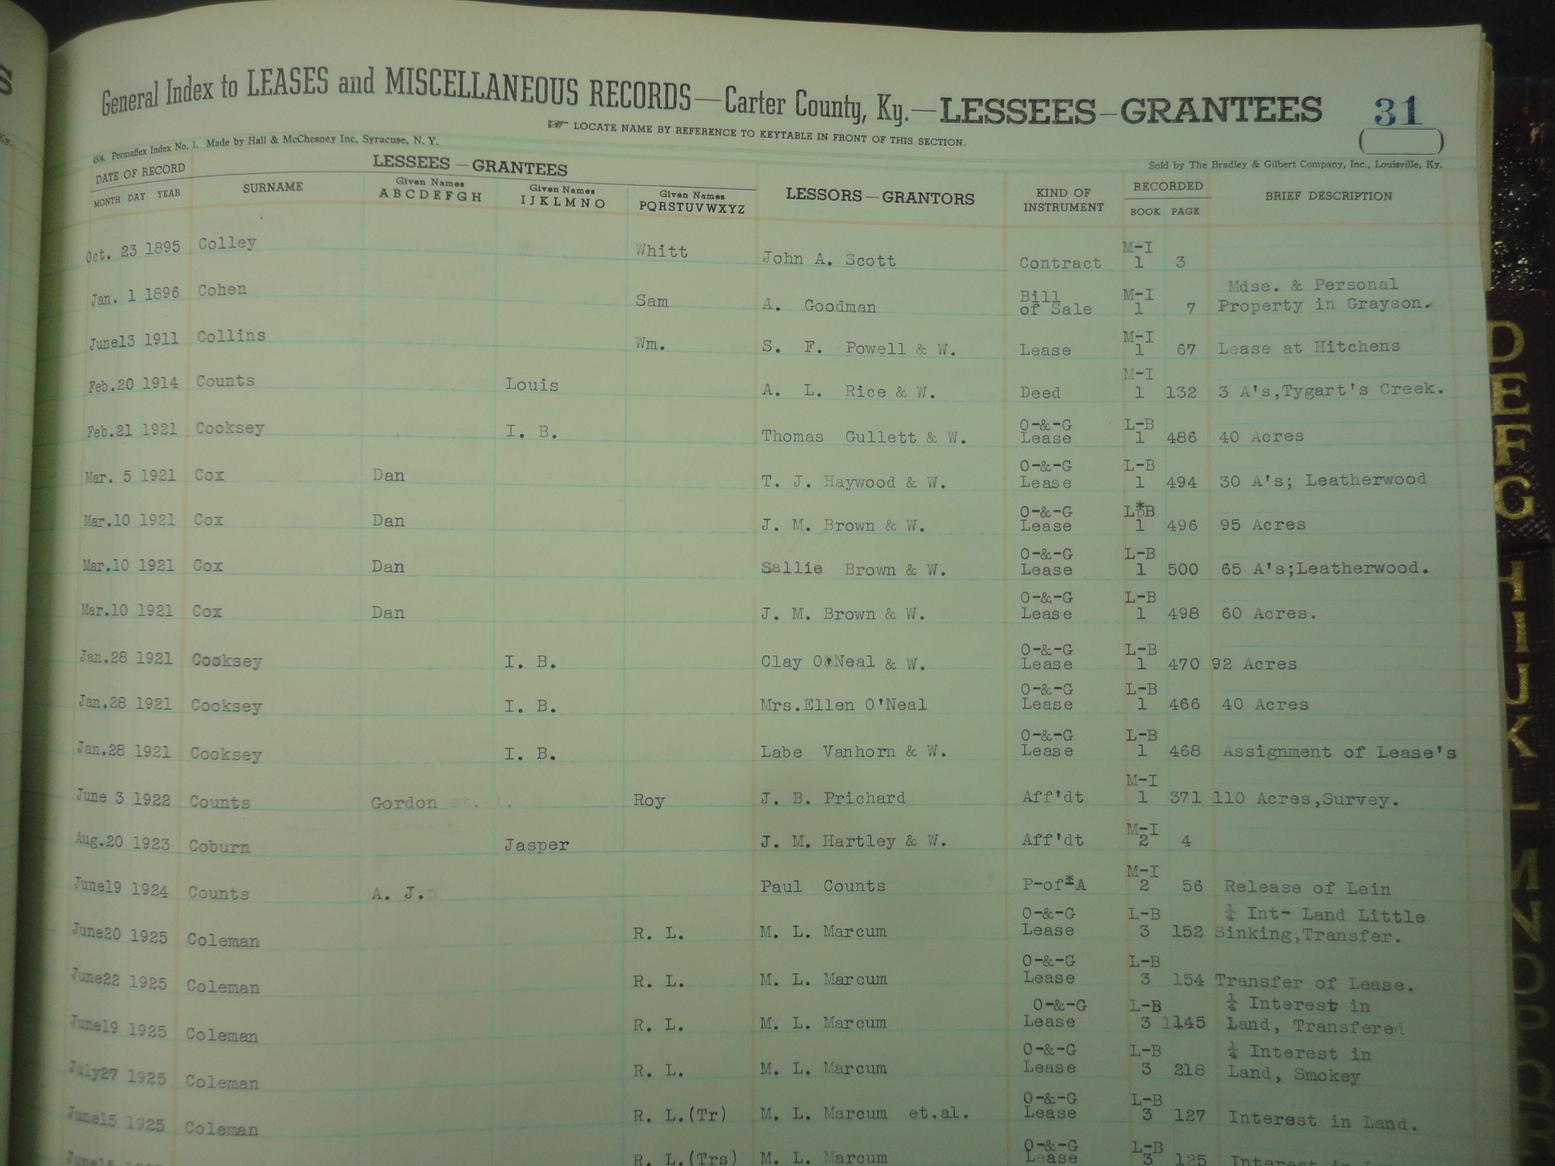 General Index to LEASES and MISCELLANEOUS RECORDS—Carter County, Ky.—LESSEES—GRANTEES 31
☞ LOCATE NAME BY REFERENCE TO KEYTABLE IN FRONT OF THIS SECTION.
Permaflex Index No. 1. Made by Hall & McChesney Inc, Syracuse, N. Y.
Sold by The Bradley & Gilbert Company, Inc., Louisville, Ky.
DATE OF RECORD LESSEES — GRANTEES LESSORS—GRANTORS KIND OF INSTRUMENT RECORDED BRIEF DESCRIPTION
MONTH DAY YEAR SURNAME Given Names A B C D E F G H Given Names I J K L M N O Given Names PQRSTUVWXYZ BOOK PAGE
Oct. 23 1895 Colley Whitt John A. Scott Contract M-I 1 3
Jan. 1 1896 Cohen Sam A. Goodman Bill of Sale M-I 1 7 Mdse. & Personal Property in Grayson.
June13 1911 Collins Wm. S. F. Powell & W. Lease M-I 1 67 Lease at Hitchens
Feb.20 1914 Counts Louis A. L. Rice & W. Deed M-I 1 132 3 A's,Tygart's Creek.
Feb.21 1921 Cooksey I. B. Thomas Gullett & W. O-&-G Lease L-B 1 486 40 Acres
Mar. 5 1921 Cox Dan T. J. Haywood & W. O-&-G Lease L-B 1 494 30 A's; Leatherwood
Mar.10 1921 Cox Dan J. M. Brown & W. O-&-G Lease L*B 1 496 95 Acres
Mar.10 1921 Cox Dan Sallie Brown & W. O-&-G Lease L-B 1 500 65 A's;Leatherwood.
Mar.10 1921 Cox Dan J. M. Brown & W. O-&-G Lease L-B 1 498 60 Acres.
Jan.28 1921 Cooksey I. B. Clay O'Neal & W. O-&-G Lease L-B 1 470 92 Acres
Jan.28 1921 Cooksey I. B. Mrs.Ellen O'Neal O-&-G Lease L-B 1 466 40 Acres
Jan.28 1921 Cooksey I. B. Labe Vanhorn & W. O-&-G Lease L-B 1 468 Assignment of Lease's
June 3 1922 Counts Gordon Roy J. B. Prichard Aff'dt M-I 1 371 110 Acres,Survey.
Aug.20 1923 Coburn Jasper J. M. Hartley & W. Aff'dt M-I 2 4
June19 1924 Counts A. J. Paul Counts P-of*A M-I 2 56 Release of Lein
June20 1925 Coleman R. L. M. L. Marcum O-&-G Lease L-B 3 152 Int- Land Little Sinking,Transfer.
June22 1925 Coleman R. L. M. L. Marcum O-&-G Lease L-B 3 154 Transfer of Lease.
June19 1925 Coleman R. L. M. L. Marcum O-&-G Lease L-B 3 1145 Interest in Land, Transfered
July27 1925 Coleman R. L. M. L. Marcum O-&-G Lease L-B 3 218 Interest in Land, Smokey
June15 1925 Coleman R. L.(Tr) M. L. Marcum et.al. O-&-G Lease L-B 3 127 Interest in Land.
R. L.(Trs) M. L. Marcum O-&-G Lease L-B 3 125
D
E
F
G
H
I
J
K
L
M
N
O